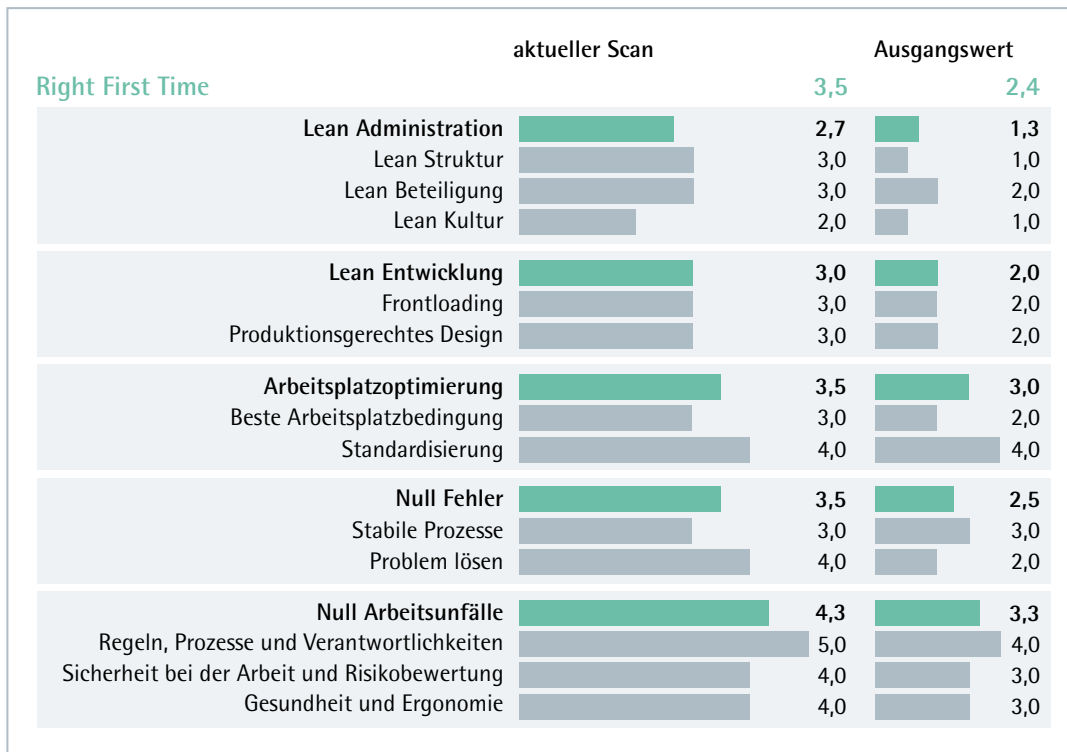 aktueller Scan Ausgangswert
Right First Time 3,5 2,4
Lean Administration 2,7 1,3
Lean Struktur 3,0 1,0
Lean Beteiligung 3,0 2,0
Lean Kultur 2,0 1,0
Lean Entwicklung 3,0 2,0
Frontloading 3,0 2,0
Produktionsgerechtes Design 3,0 2,0
Arbeitsplatzoptimierung 3,5 3,0
Beste Arbeitsplatzbedingung 3,0 2,0
Standardisierung 4,0 4,0
Null Fehler 3,5 2,5
Stabile Prozesse 3,0 3,0
Problem lösen 4,0 2,0
Null Arbeitsunfälle 4,3 3,3
Regeln, Prozesse und Verantwortlichkeiten 5,0 4,0
Sicherheit bei der Arbeit und Risikobewertung 4,0 3,0
Gesundheit und Ergonomie 4,0 3,0